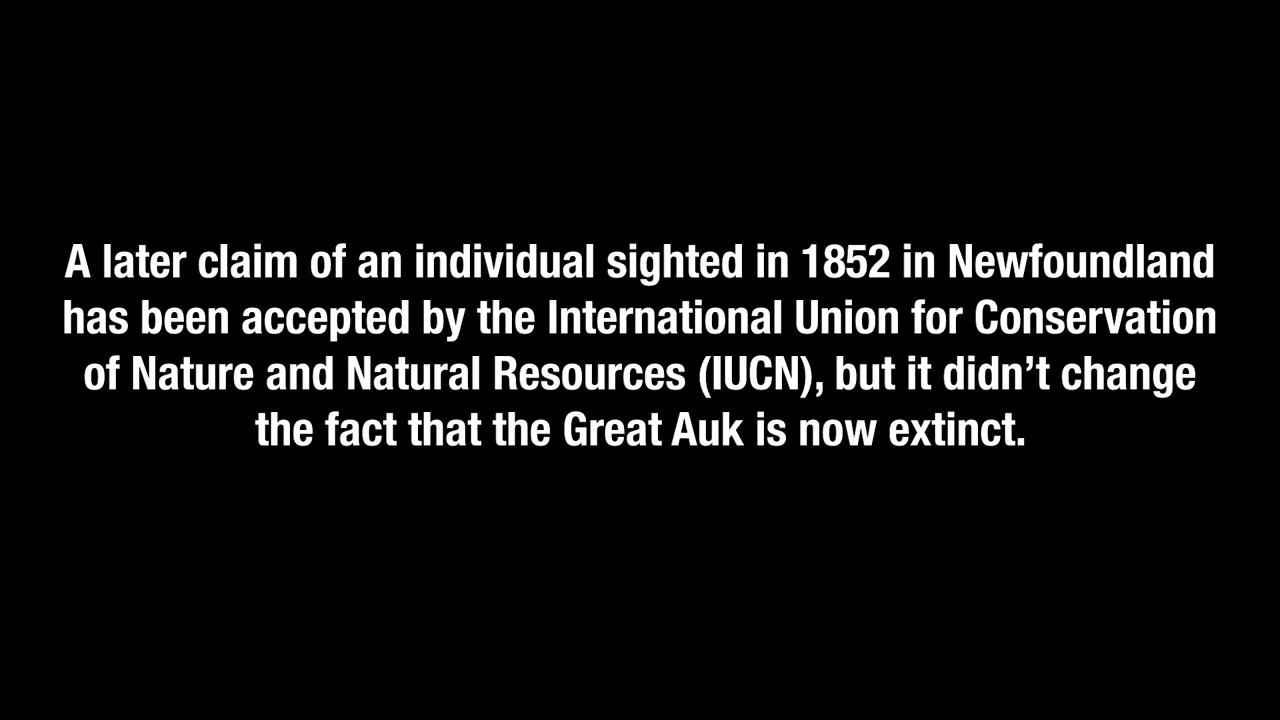 A later claim of an individual sighted in 1852 in Newfoundland
has been accepted by the International Union for Conservation
of Nature and Natural Resources (IUCN), but it didn’t change
the fact that the Great Auk is now extinct.